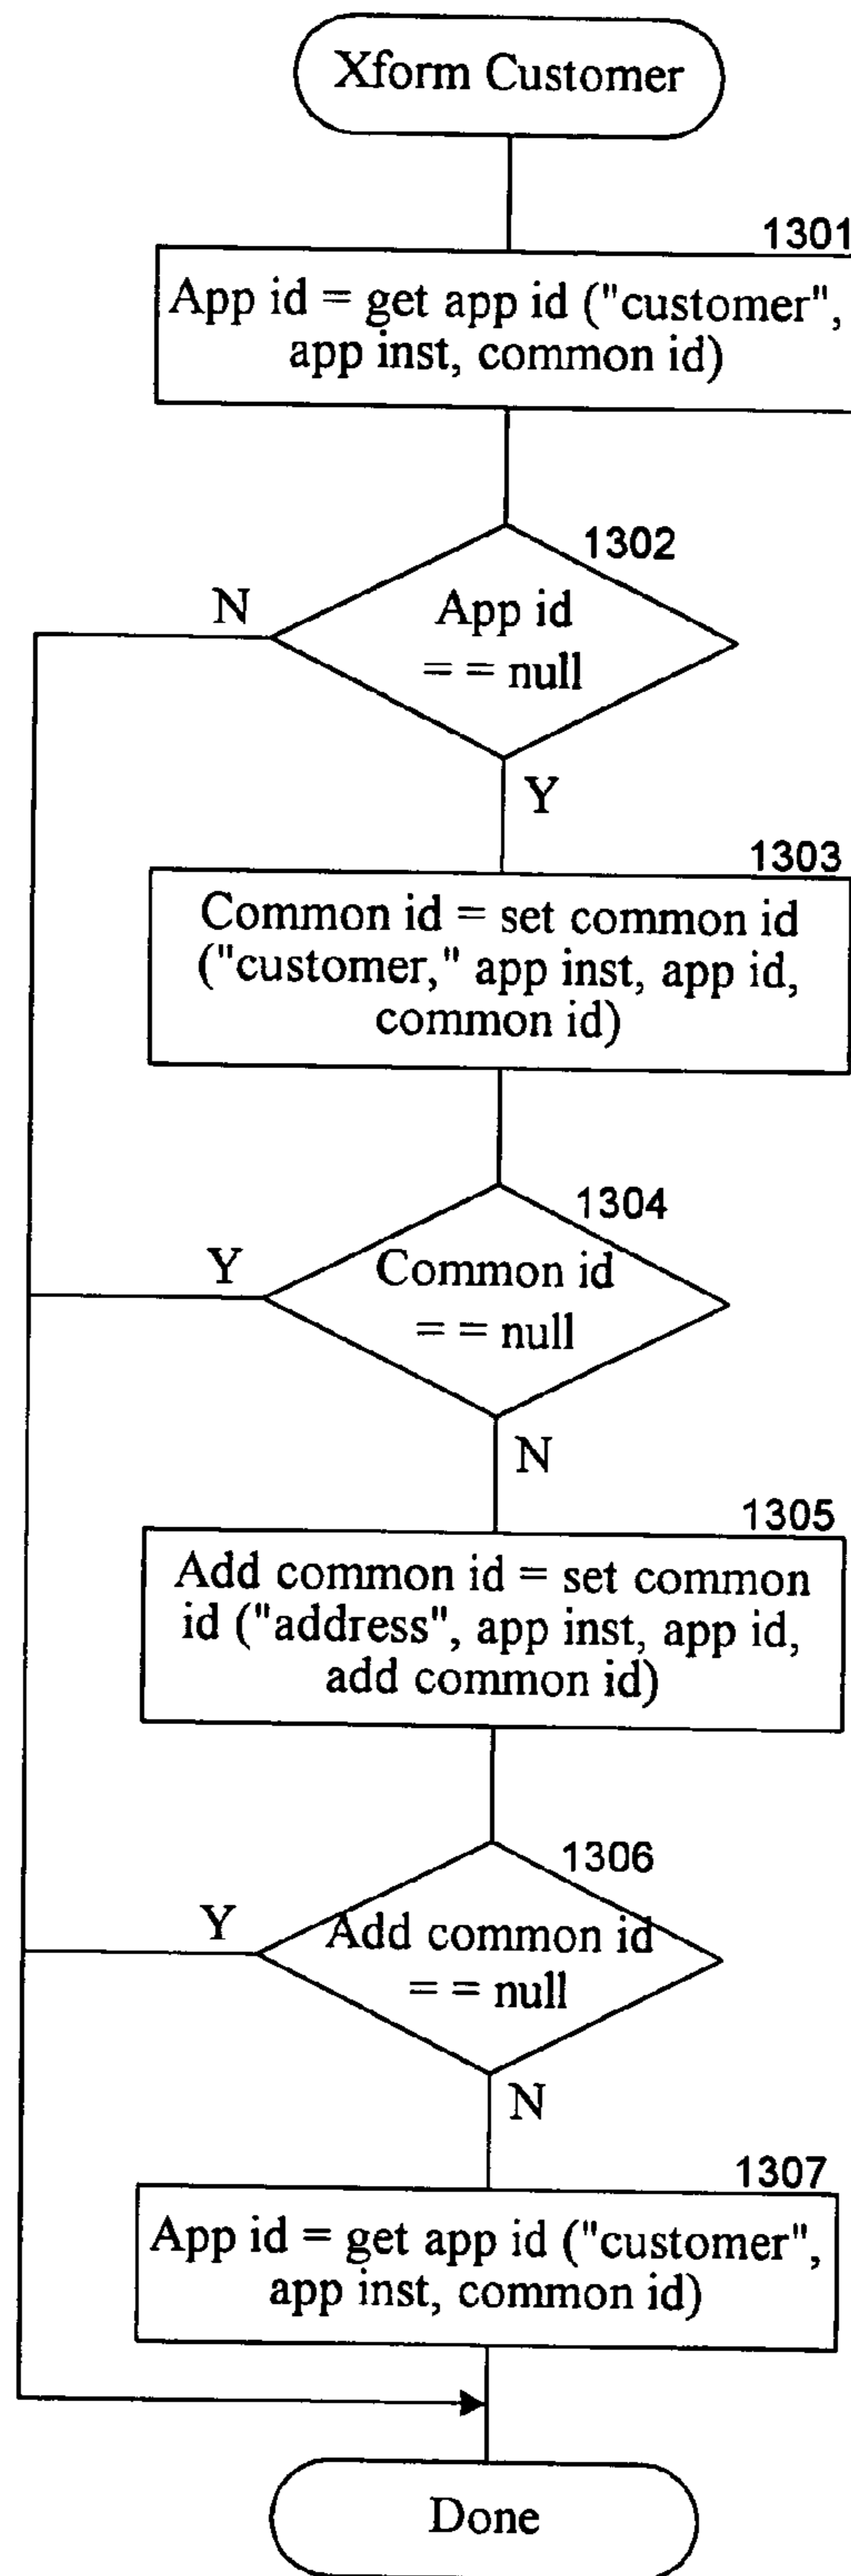 Xform Customer
1301
App id = get app id ("customer",
app inst, common id)
1302
N
App id
= = null
Y
1303
Common id = set common id
("customer," app inst, app id,
common id)
1304
Y
Common id
= = null
N
1305
Add common id = set common
id ("address", app inst, app id,
add common id)
1306
Y
Add common id
= = null
N
1307
App id = get app id ("customer",
app inst, common id)
Done